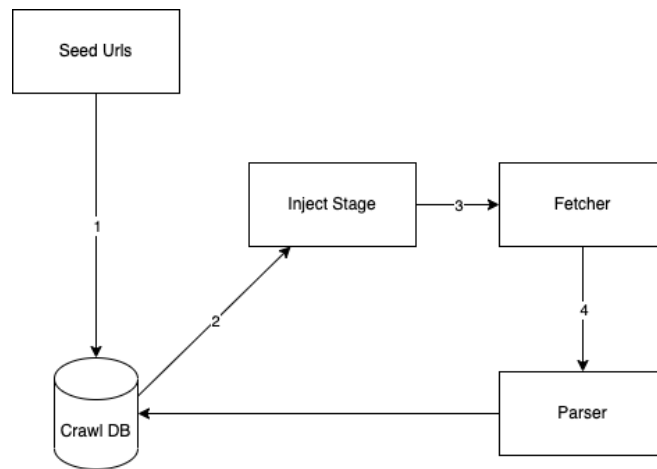 Seed Urls
1
Inject Stage
3
Fetcher
2
4
Crawl DB
Parser